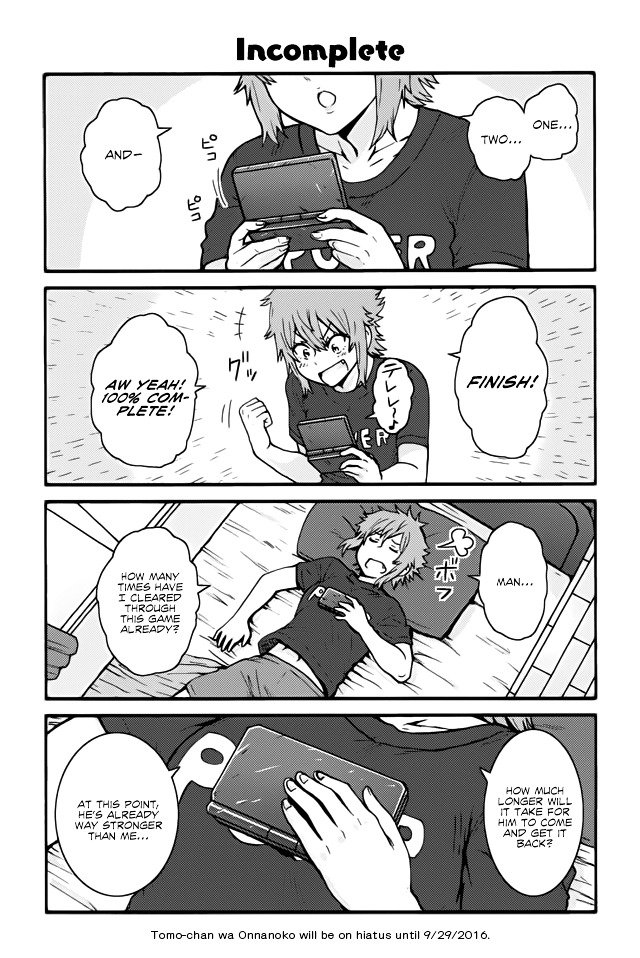 Incomplete
ONE...
TWO...
ピコ
ピコ
AND-
FINISH!
テレレ～♪
VER
グッ
AW YEAH!
100% COM-
PLETE!
MAN...
ボフ
HOW MANY
TIMES HAVE
I CLEARED
THROUGH
THIS GAME
ALREADY?
HOW MUCH
LONGER WILL
IT TAKE FOR
HIM TO COME
AND GET IT
BACK?
AT THIS POINT,
HE'S ALREADY
WAY STRONGER
THAN ME...
Tomo-chan wa Onnanoko will be on hiatus until 9/29/2016.